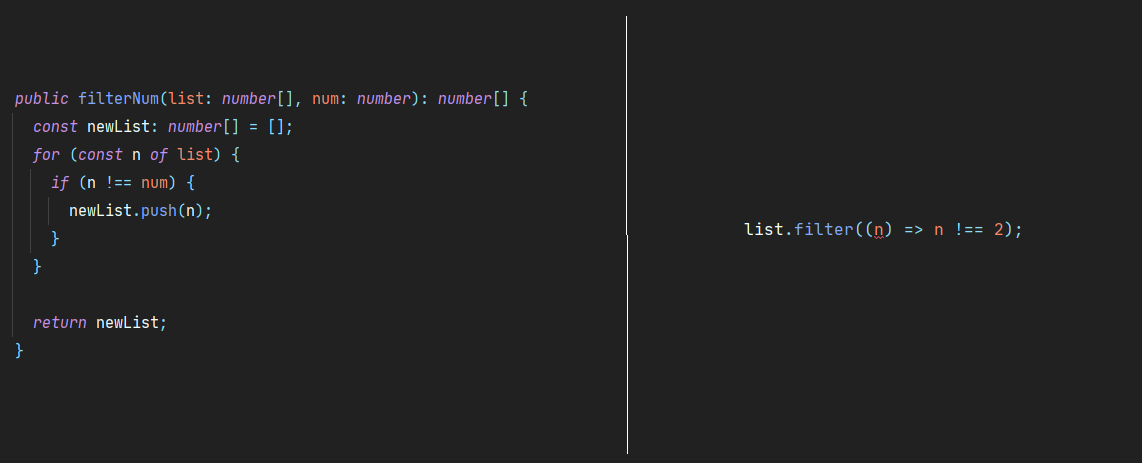 public filterNum(list: number[], num: number): number[] {
const newList: number[] = [];
for (const n of list) {
if (n !== num) {
newList.push(n);
}
}
return newList;
}
list.filter((n) => n !== 2);